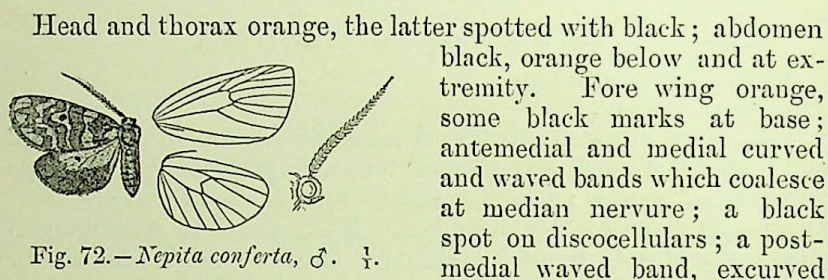 Head and thorax orange, the latter spotted with black; abdomen
black, orange below and at ex-
tremity. Fore wing orange,
some black marks at base;
antemedial and medial curved
and waved bands which coalesce
at median nervure; a black
spot on discocellulars; a post-
medial waved band, excurved
Fig. 72.—Nepita conferta, ♂. 1/1.